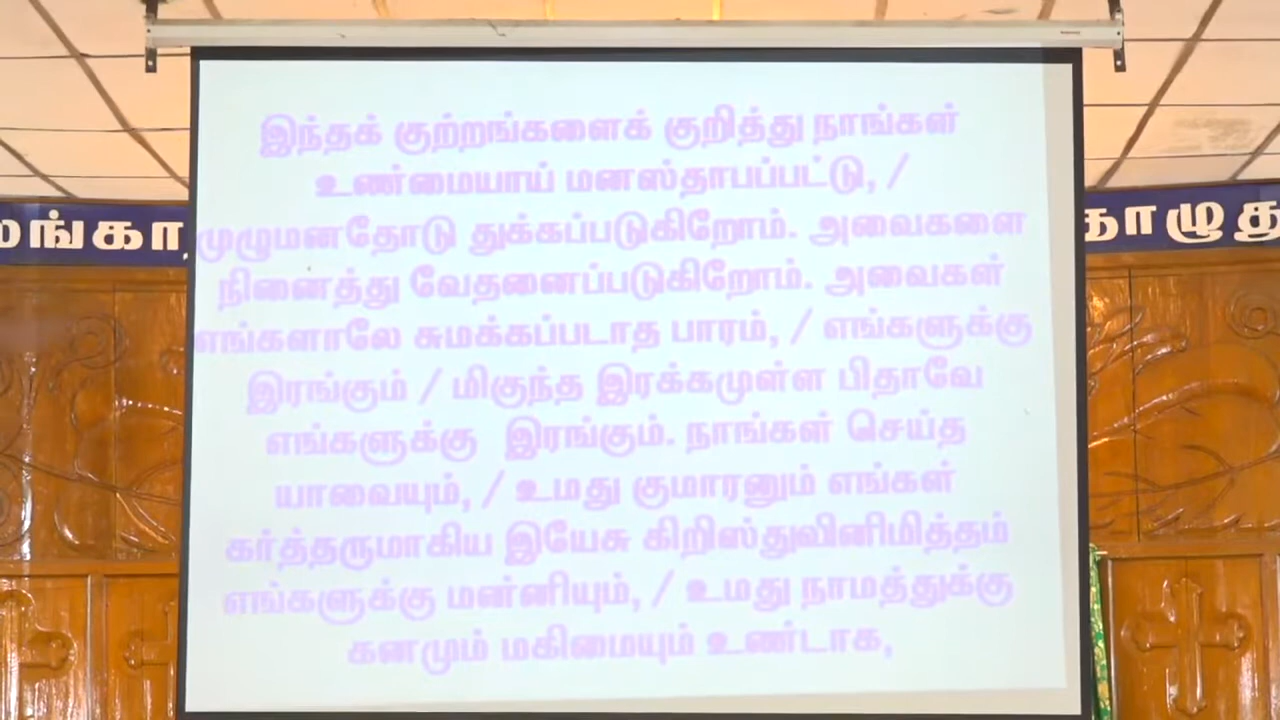 இந்தக் குற்றங்களைக் குறித்து நாங்கள்
உண்மையாய் மனஸ்தாபப்பட்டு, /
முழுமனதோடு துக்கப்படுகிறோம். அவைகளை
நினைத்து வேதனைப்படுகிறோம். அவைகள்
எங்களாலே சுமக்கப்படாத பாரம், / எங்களுக்கு
இரங்கும் / மிகுந்த இரக்கமுள்ள பிதாவே
எங்களுக்கு இரங்கும். நாங்கள் செய்த
யாவையும், / உமது குமாரனும் எங்கள்
கர்த்தருமாகிய இயேசு கிறிஸ்துவினிமித்தம்
எங்களுக்கு மன்னியும், / உமது நாமத்துக்கு
கனமும் மகிமையும் உண்டாக,